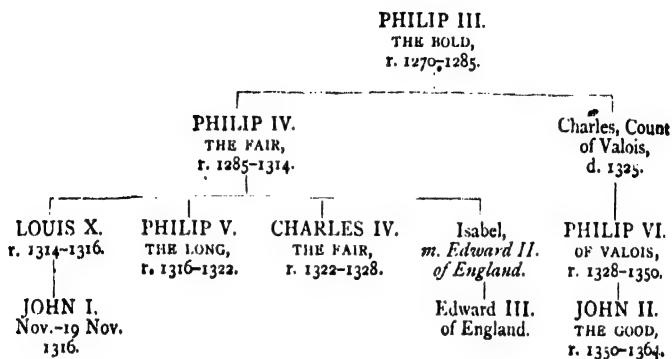 PHILIP III.
THE BOLD,
r. 1270-1285.
PHILIP IV.
THE FAIR,
r. 1285-1314.
Charles, Count
of Valois,
d. 1325.
LOUIS X.
r. 1314-1316.
PHILIP V.
THE LONG,
r. 1316-1322.
CHARLES IV.
THE FAIR,
r. 1322-1328.
Isabel,
m. Edward II.
of England.
PHILIP VI.
OF VALOIS,
r. 1328-1350.
JOHN I.
Nov.-19 Nov.
1316.
Edward III.
of England.
JOHN II.
THE GOOD,
r. 1350-1364.